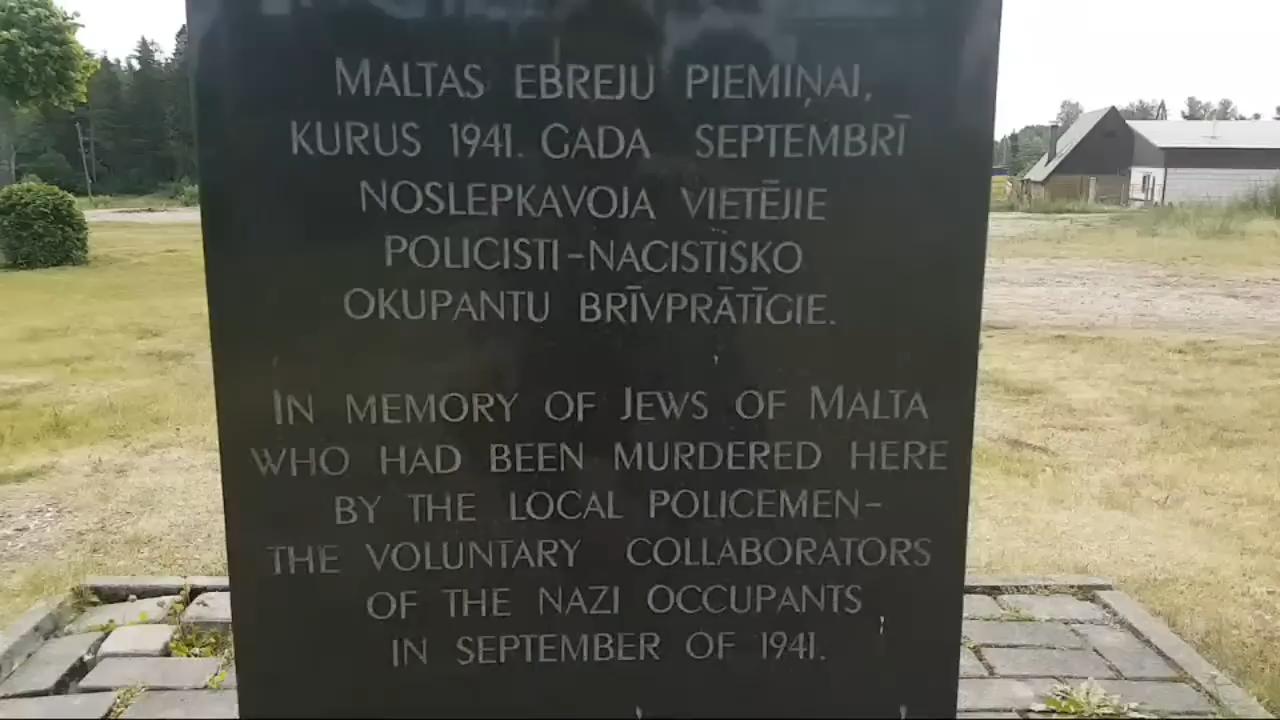 MALTAS EBREJU PIEMIŅAI,
KURUS 1941. GADA SEPTEMBRĪ
NOSLEPKAVOJA VIETĒJIE
POLICISTI-NACISTISKO
OKUPANTU BRĪVPRĀTĪGIE.
IN MEMORY OF JEWS OF MALTA
WHO HAD BEEN MURDERED HERE
BY THE LOCAL POLICEMEN-
THE VOLUNTARY COLLABORATORS
OF THE NAZI OCCUPANTS
IN SEPTEMBER OF 1941.